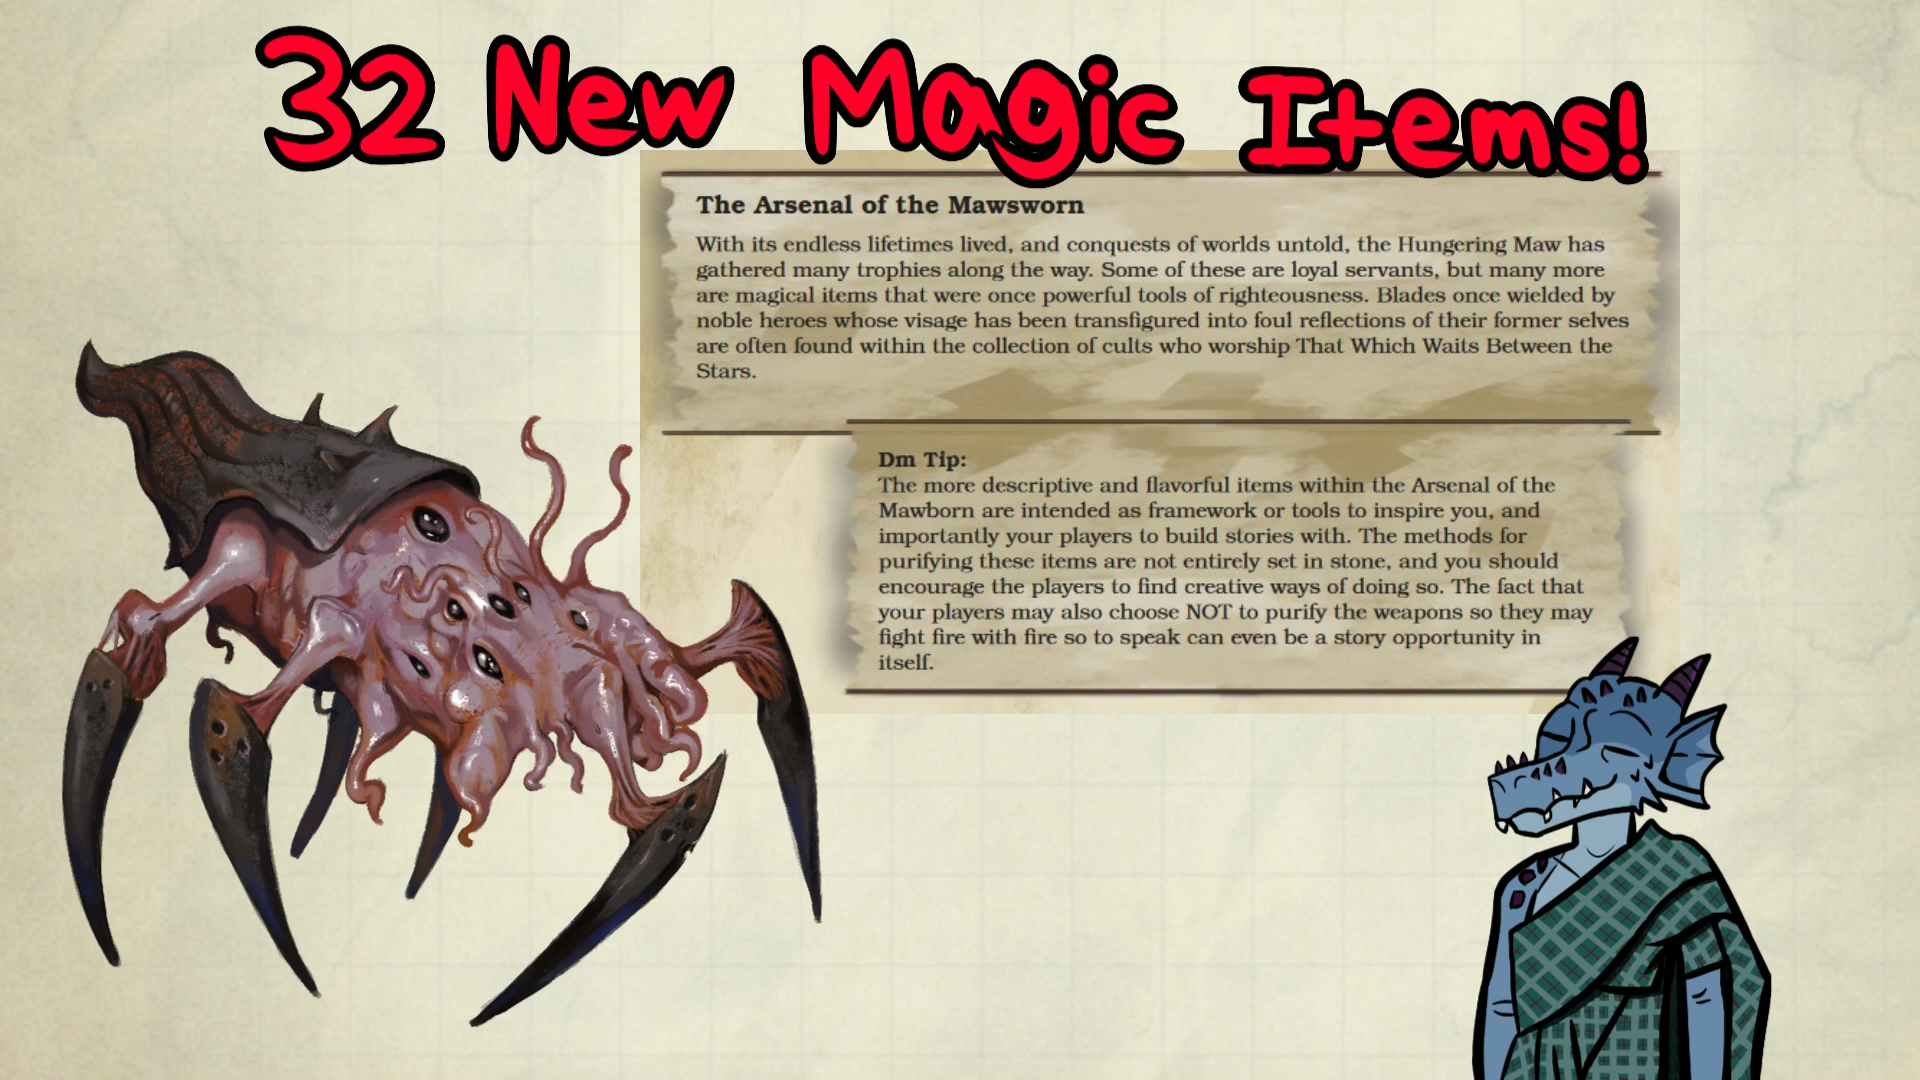 32 New Magic Items!
The Arsenal of the Mawsworn
With its endless lifetimes lived, and conquests of worlds untold, the Hungering Maw has
gathered many trophies along the way. Some of these are loyal servants, but many more
are magical items that were once powerful tools of righteousness. Blades once wielded by
noble heroes whose visage has been transfigured into foul reflections of their former selves
are often found within the collection of cults who worship That Which Waits Between the
Stars.
Dm Tip:
The more descriptive and flavorful items within the Arsenal of the
Mawborn are intended as framework or tools to inspire you, and
importantly your players to build stories with. The methods for
purifying these items are not entirely set in stone, and you should
encourage the players to find creative ways of doing so. The fact that
your players may also choose NOT to purify the weapons so they may
fight fire with fire so to speak can even be a story opportunity in
itself.